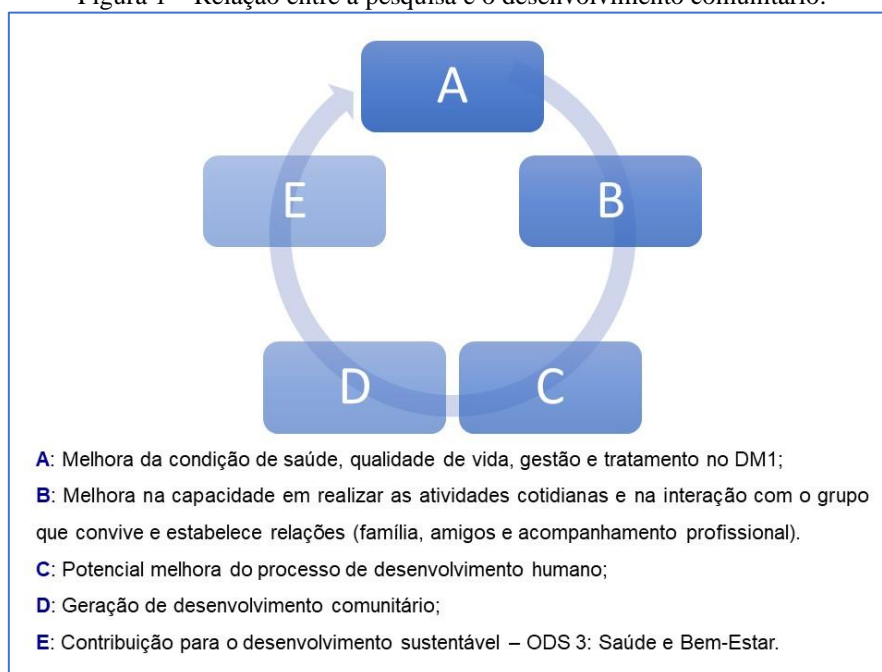 Figura 1 – Relação entre a pesquisa e o desenvolvimento comunitário.
A
E
B
D
C
A: Melhora da condição de saúde, qualidade de vida, gestão e tratamento no DM1;
B: Melhora na capacidade em realizar as atividades cotidianas e na interação com o grupo
que convive e estabelece relações (família, amigos e acompanhamento profissional).
C: Potencial melhora do processo de desenvolvimento humano;
D: Geração de desenvolvimento comunitário;
E: Contribuição para o desenvolvimento sustentável – ODS 3: Saúde e Bem-Estar.